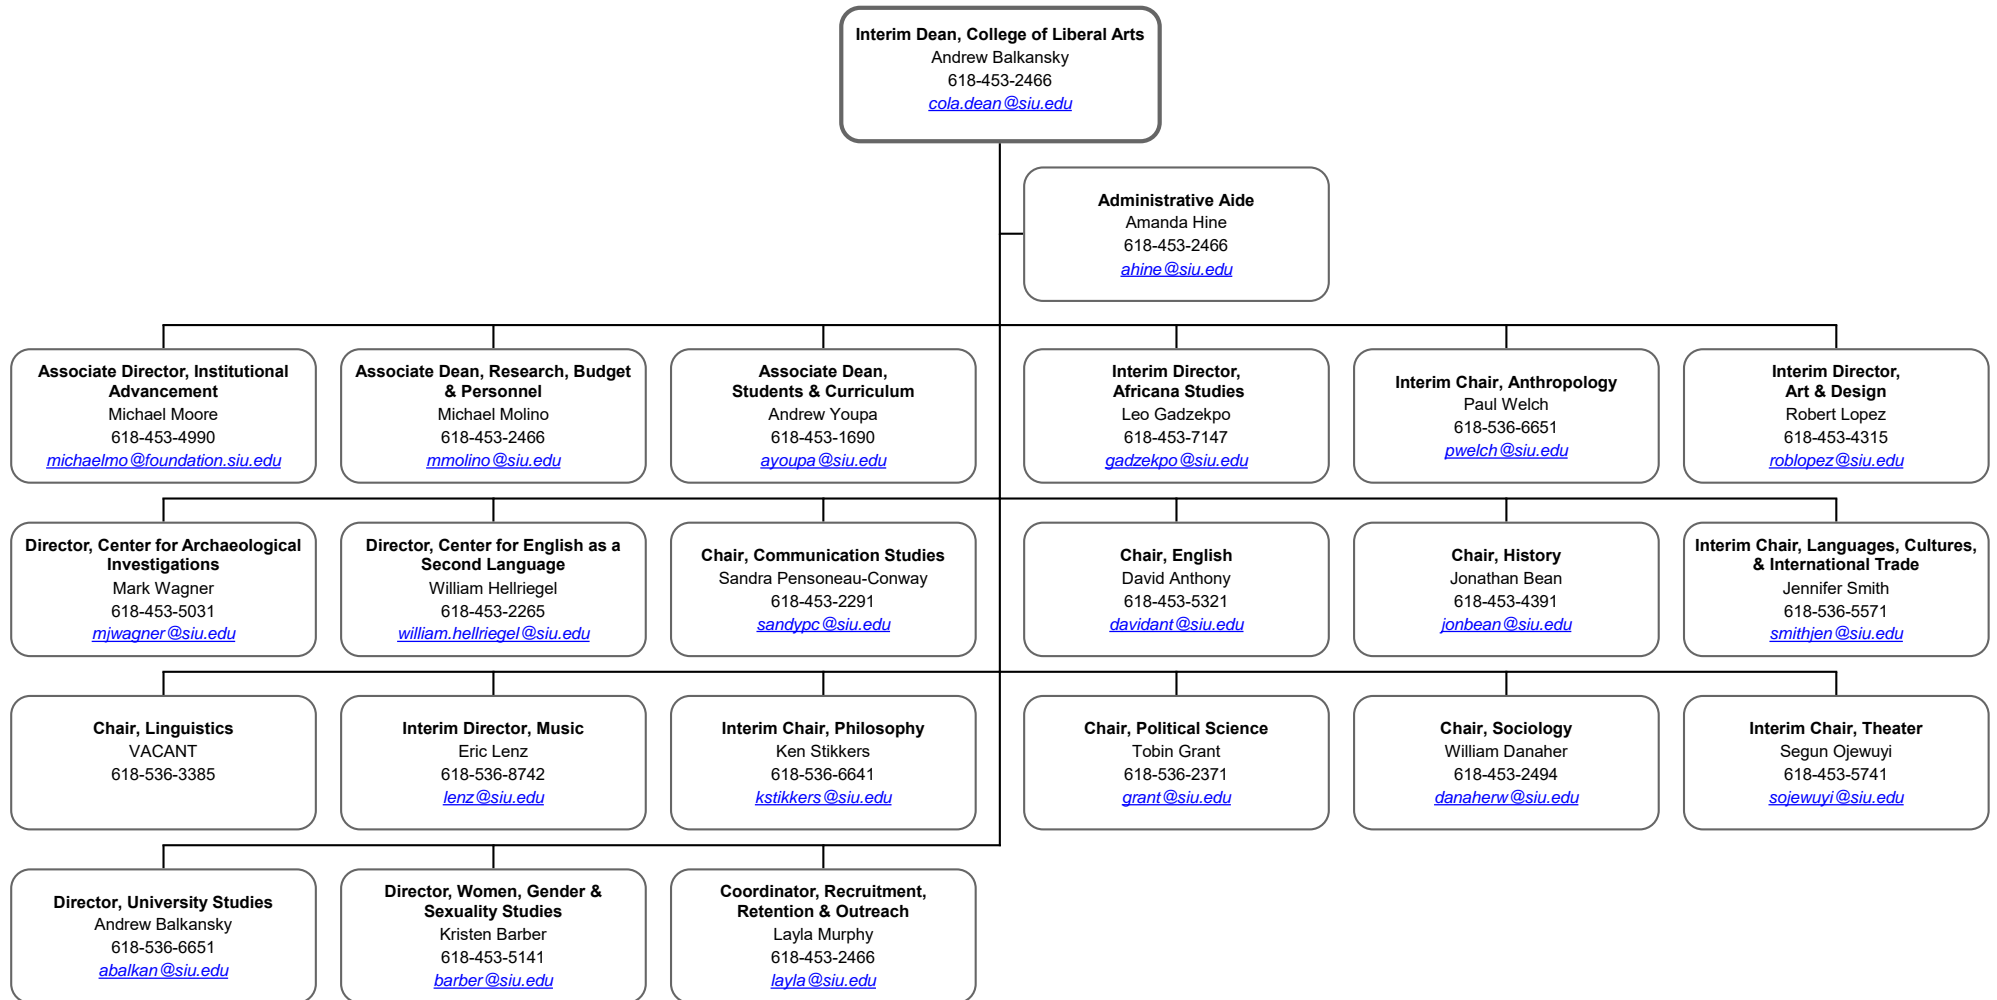 Interim Dean, College of Liberal Arts
Andrew Balkansky
618-453-2466
cola.dean@siu.edu
Administrative Aide
Amanda Hine
618-453-2466
ahine@siu.edu
Associate Director, Institutional
Advancement
Michael Moore
618-453-4990
michaelmo@foundation.siu.edu
Associate Dean, Research, Budget
& Personnel
Michael Molino
618-453-2466
mmolino@siu.edu
Associate Dean,
Students & Curriculum
Andrew Youpa
618-453-1690
ayoupa@siu.edu
Interim Director,
Africana Studies
Leo Gadzekpo
618-453-7147
gadzekpo@siu.edu
Interim Chair, Anthropology
Paul Welch
618-536-6651
pwelch@siu.edu
Interim Director,
Art & Design
Robert Lopez
618-453-4315
roblopez@siu.edu
Director, Center for Archaeological
Investigations
Mark Wagner
618-453-5031
mjwagner@siu.edu
Director, Center for English as a
Second Language
William Hellriegel
618-453-2265
william.hellriegel@siu.edu
Chair, Communication Studies
Sandra Pensoneau-Conway
618-453-2291
sandypc@siu.edu
Chair, English
David Anthony
618-453-5321
davidant@siu.edu
Chair, History
Jonathan Bean
618-453-4391
jonbean@siu.edu
Interim Chair, Languages, Cultures,
& International Trade
Jennifer Smith
618-536-5571
smithjen@siu.edu
Chair, Linguistics
VACANT
618-536-3385
Interim Director, Music
Eric Lenz
618-536-8742
lenz@siu.edu
Interim Chair, Philosophy
Ken Stikkers
618-536-6641
kstikkers@siu.edu
Chair, Political Science
Tobin Grant
618-536-2371
grant@siu.edu
Chair, Sociology
William Danaher
618-453-2494
danaherw@siu.edu
Interim Chair, Theater
Segun Ojewuyi
618-453-5741
sojewuyi@siu.edu
Director, University Studies
Andrew Balkansky
618-536-6651
abalkan@siu.edu
Director, Women, Gender &
Sexuality Studies
Kristen Barber
618-453-5141
barber@siu.edu
Coordinator, Recruitment,
Retention & Outreach
Layla Murphy
618-453-2466
layla@siu.edu